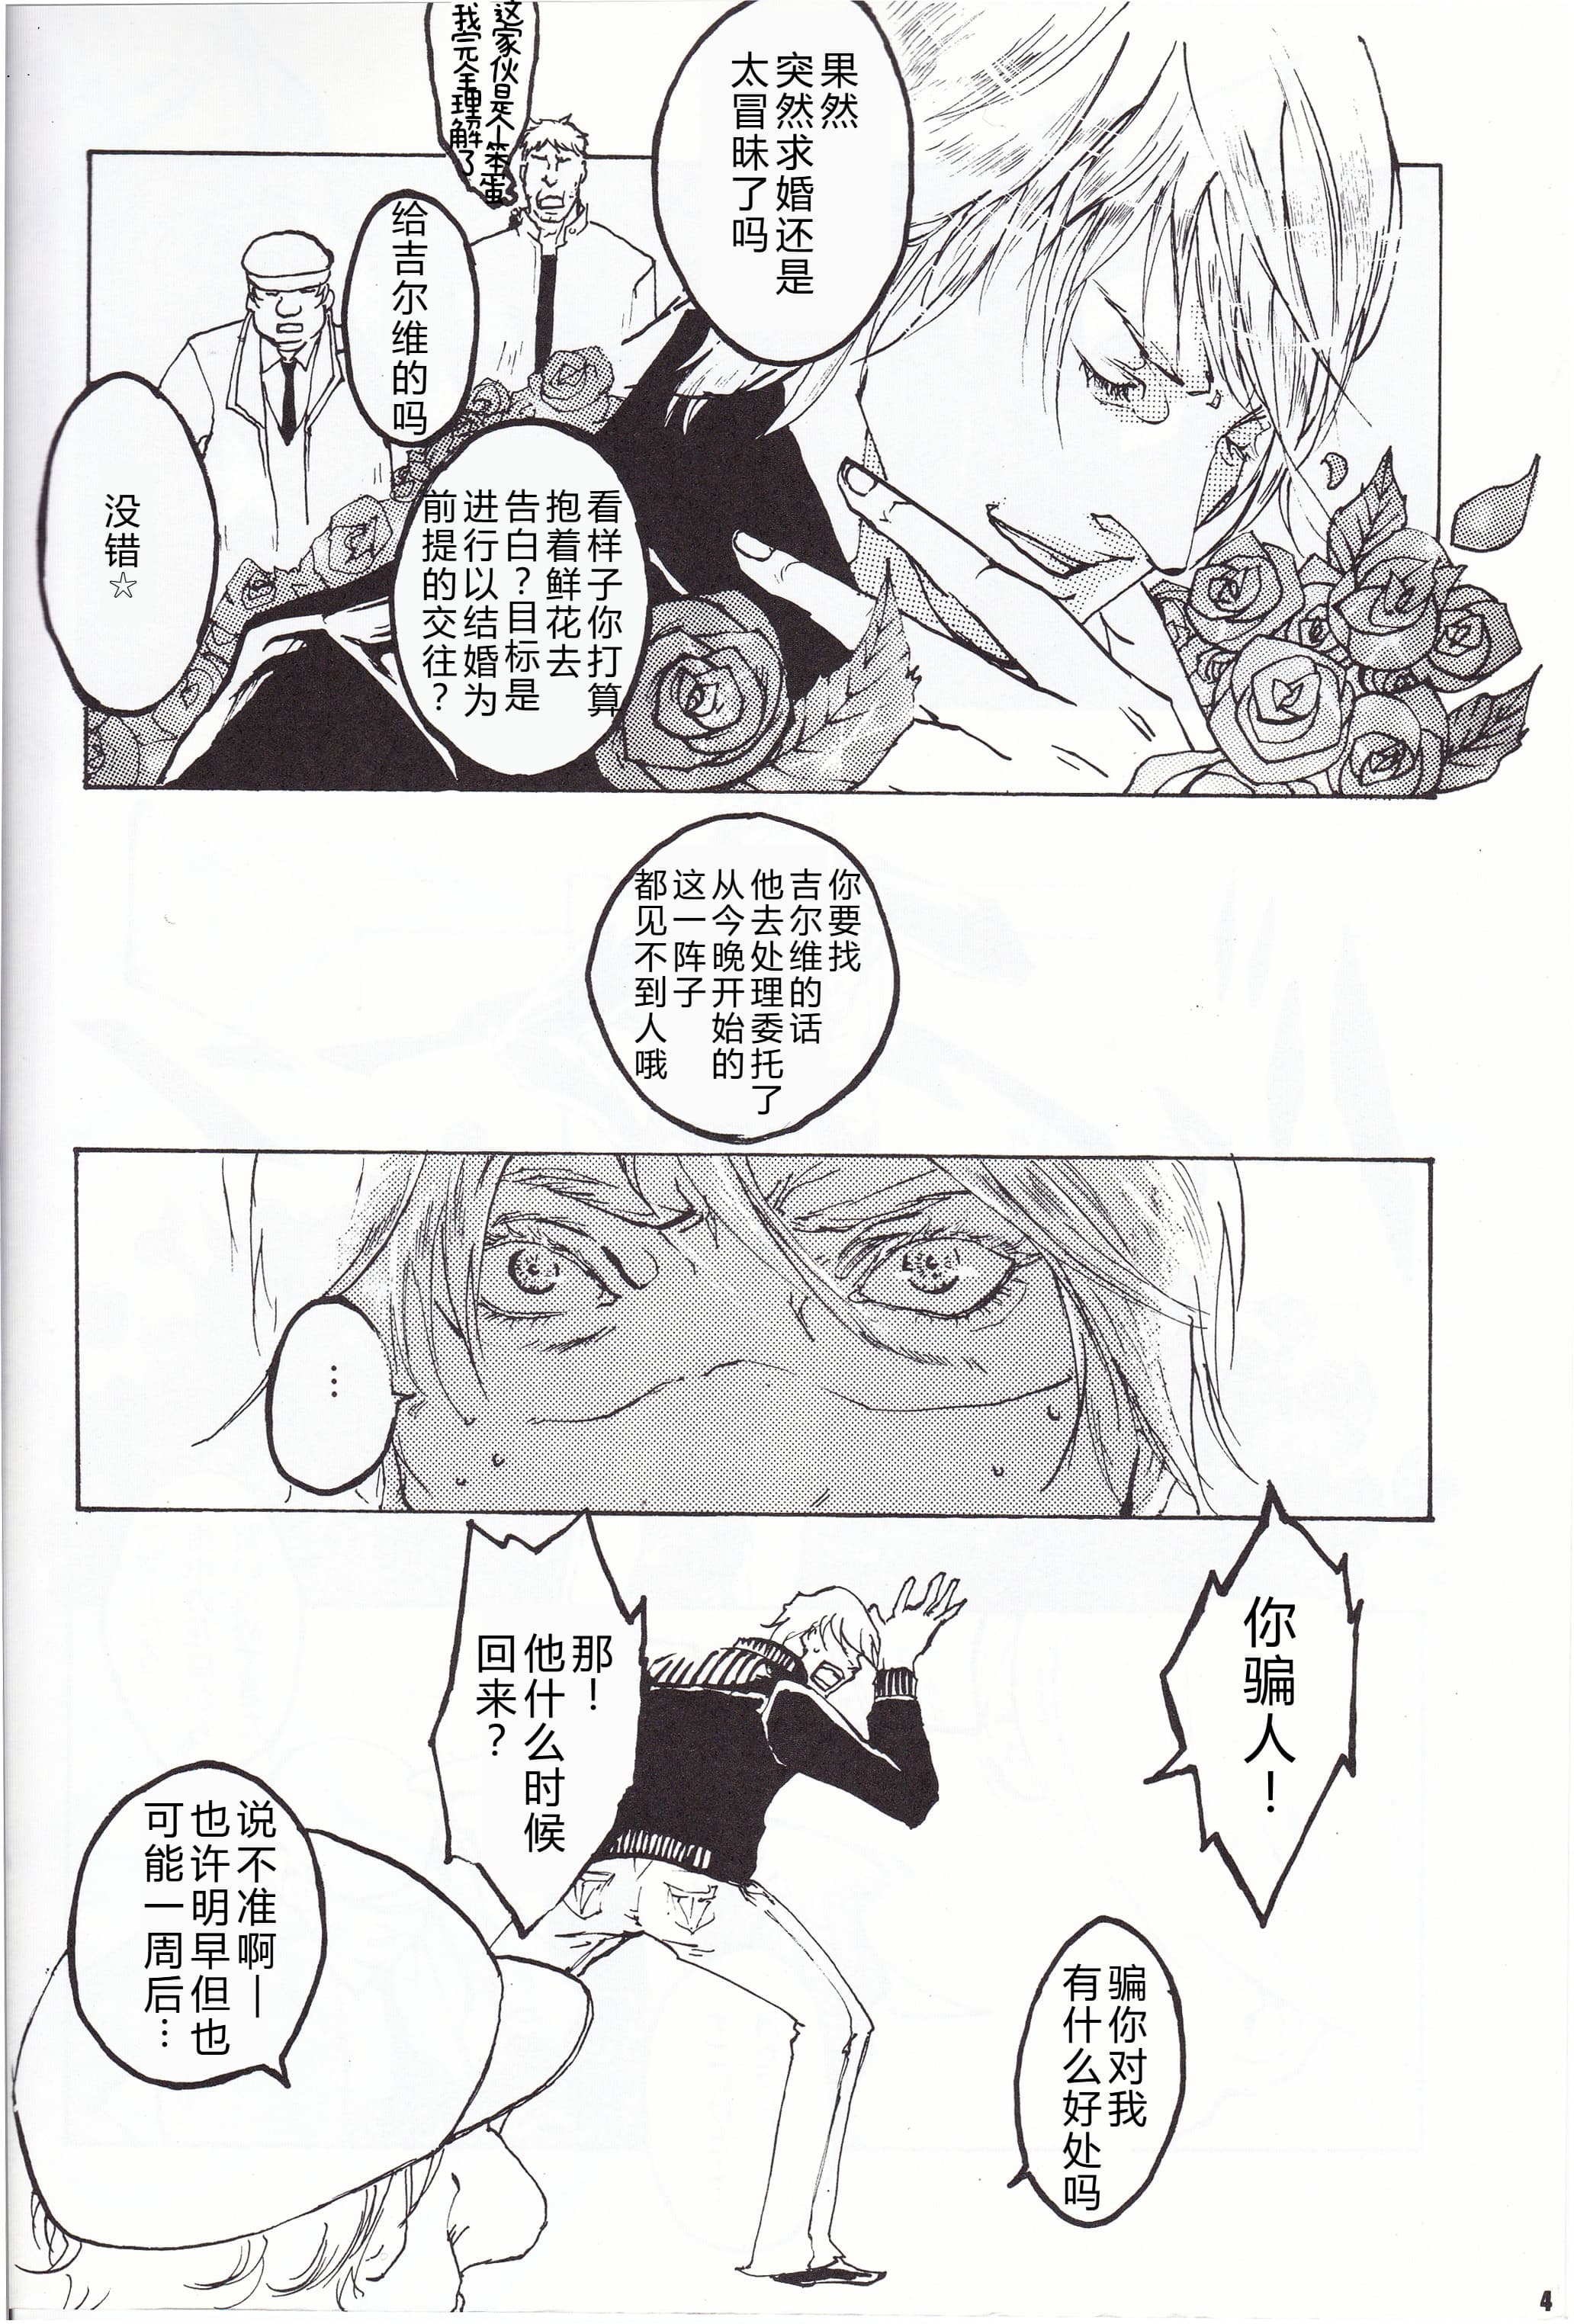 果然
突然求婚还是
太冒昧了吗
这家伙是个笨蛋
我完全理解了
给吉尔维的吗
看样子你打算
抱着鲜花去
告白？目标是
进行以结婚为
前提的交往？
没错☆
你要找
吉尔维的话
他去处理委托了
从今晚开始的
这一阵子
都见不到人哦
…
你骗人！
那！
他什么时候
回来？
骗你对我
有什么好处吗
说不准啊—
也许明早但也
可能一周后…
4